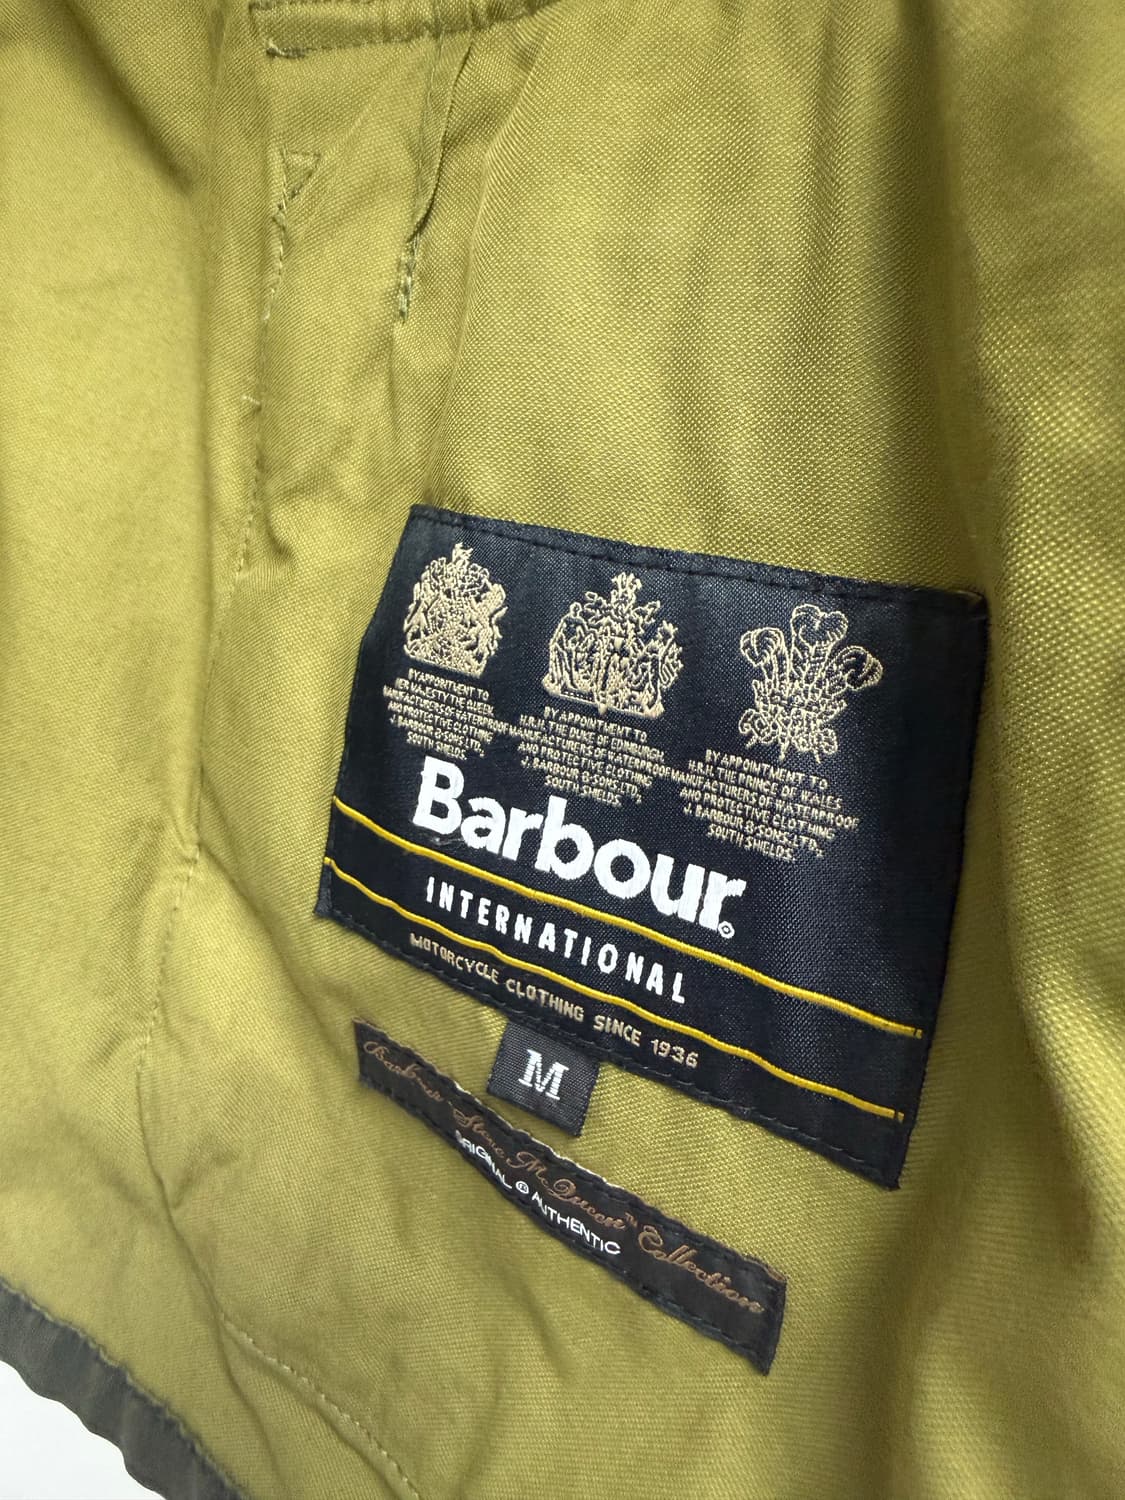 BY APPOINTMENT TO
HER MAJESTY THE QUEEN
MANUFACTURERS OF WATERPROOF
AND PROTECTIVE CLOTHING
J. BARBOUR & SONS LTD,
SOUTH SHIELDS.
BY APPOINTMENT TO
H.R.H. THE DUKE OF EDINBURGH
MANUFACTURERS OF WATERPROOF
AND PROTECTIVE CLOTHING
J. BARBOUR & SONS LTD,
SOUTH SHIELDS.
BY APPOINTMENT TO
H.R.H. THE PRINCE OF WALES
MANUFACTURERS OF WATERPROOF
AND PROTECTIVE CLOTHING
J. BARBOUR & SONS LTD,
SOUTH SHIELDS.
Barbour®
INTERNATIONAL
MOTORCYCLE CLOTHING SINCE 1936
M
Barbour Steve McQueen™ Collection
ORIGINAL ® AUTHENTIC